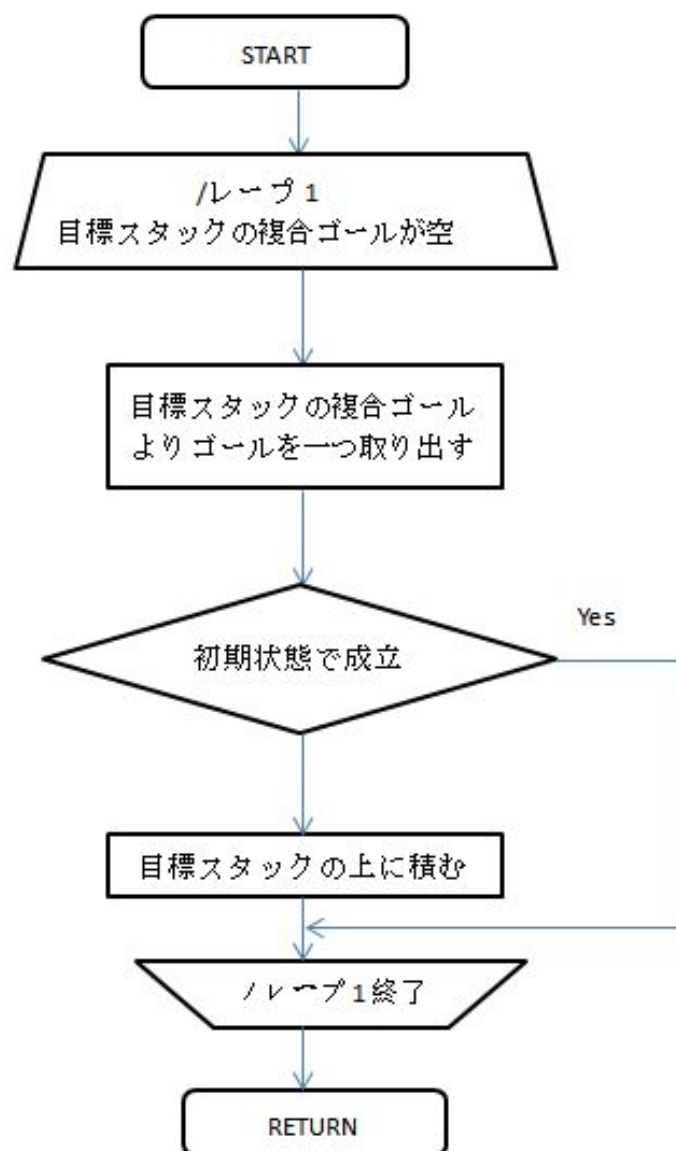 START
ループ1
目標スタックの複合ゴールが空
目標スタックの複合ゴール
よりゴールを一つ取り出す
初期状態で成立
Yes
目標スタックの上に積む
ループ1終了
RETURN